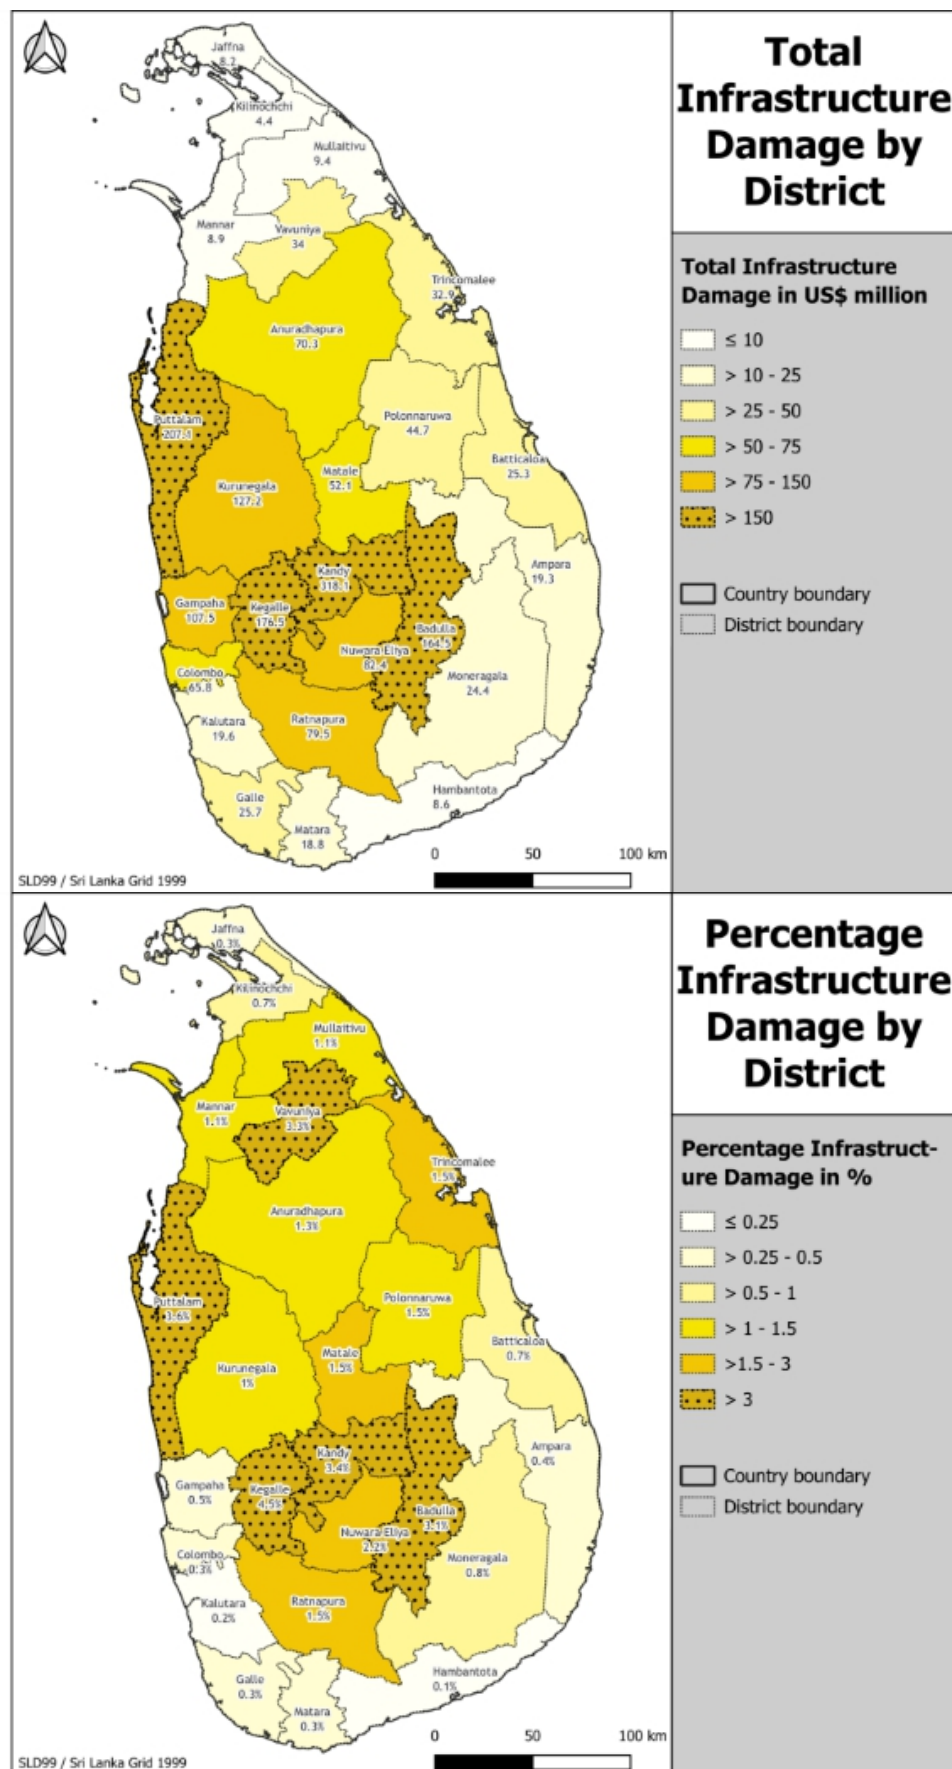 Total
Infrastructure
Damage by
District
Total Infrastructure
Damage in US$ million
≤ 10
> 10 - 25
> 25 - 50
> 50 - 75
> 75 - 150
> 150
Country boundary
District boundary
Jaffna
8.2
Kilinochchi
4.4
Mullaitivu
9.4
Mannar
8.9
Vavuniya
34
Trincomalee
32.9
Anuradhapura
70.3
Puttalam
207.1
Polonnaruwa
44.7
Batticaloa
25.3
Matale
52.1
Kurunegala
127.2
Ampara
19.3
Kandy
318.1
Gampaha
107.5
Kegalle
176.5
Badulla
164.5
Nuwara Eliya
82.4
Colombo
65.8
Moneragala
24.4
Kalutara
19.6
Ratnapura
79.5
Hambantota
8.6
Galle
25.7
Matara
18.8
0 50 100 km
SLD99 / Sri Lanka Grid 1999
Percentage
Infrastructure
Damage by
District
Percentage Infrastruct-
ure Damage in %
≤ 0.25
> 0.25 - 0.5
> 0.5 - 1
> 1 - 1.5
>1.5 - 3
> 3
Country boundary
District boundary
Jaffna
0.3%
Kilinochchi
0.7%
Mullaitivu
1.1%
Mannar
1.1%
Vavuniya
3.3%
Trincomalee
1.5%
Anuradhapura
1.3%
Puttalam
3.6%
Polonnaruwa
1.5%
Batticaloa
0.7%
Matale
1.5%
Kurunegala
1%
Ampara
0.4%
Kandy
3.4%
Gampaha
0.5%
Kegalle
4.5%
Badulla
3.1%
Nuwara Eliya
2.2%
Colombo
0.3%
Moneragala
0.8%
Kalutara
0.2%
Ratnapura
1.5%
Hambantota
0.1%
Galle
0.3%
Matara
0.3%
0 50 100 km
SLD99 / Sri Lanka Grid 1999